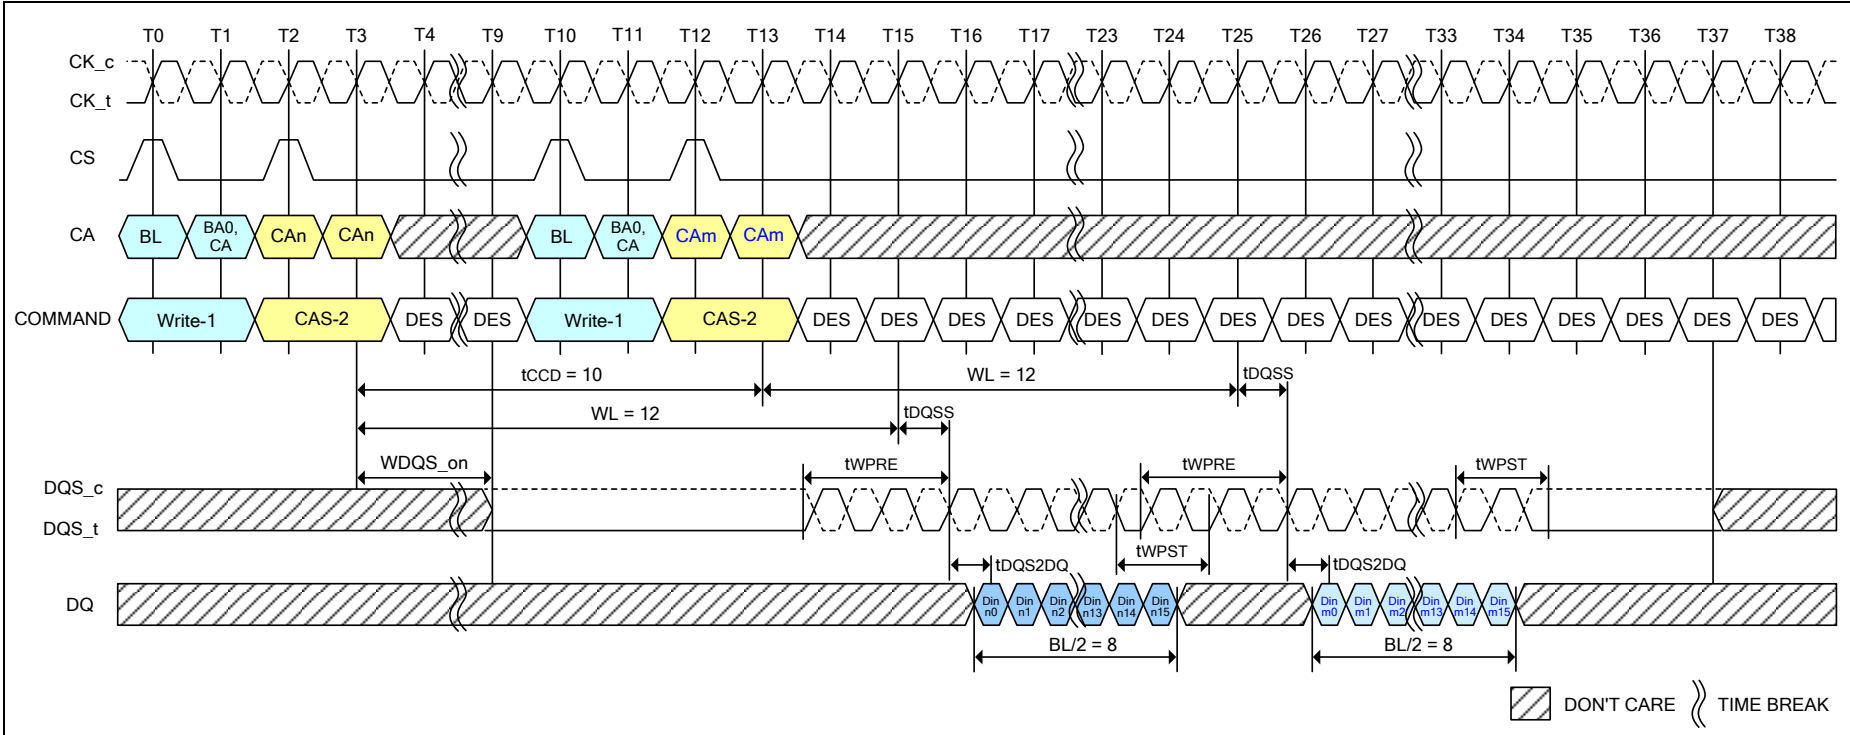 T0 T1 T2 T3 T4 T9 T10 T11 T12 T13 T14 T15 T16 T17 T23 T24 T25 T26 T27 T33 T34 T35 T36 T37 T38
CK_c
CK_t
CS
CA BL BA0, CA CAn CAn BL BA0, CA CAm CAm
COMMAND Write-1 CAS-2 DES DES Write-1 CAS-2 DES DES DES DES DES DES DES DES DES DES DES DES DES DES DES
tCCD = 10 WL = 12 tDQSS
WL = 12 tDQSS
WDQS_on tWPRE tWPRE tWPST
DQS_c
DQS_t
tWPST
tDQS2DQ tDQS2DQ
DQ Din n0 Din n1 Din n2 Din n13 Din n14 Din n15 Din m0 Din m1 Din m2 Din m13 Din m14 Din m15
BL/2 = 8 BL/2 = 8
DON'T CARE TIME BREAK